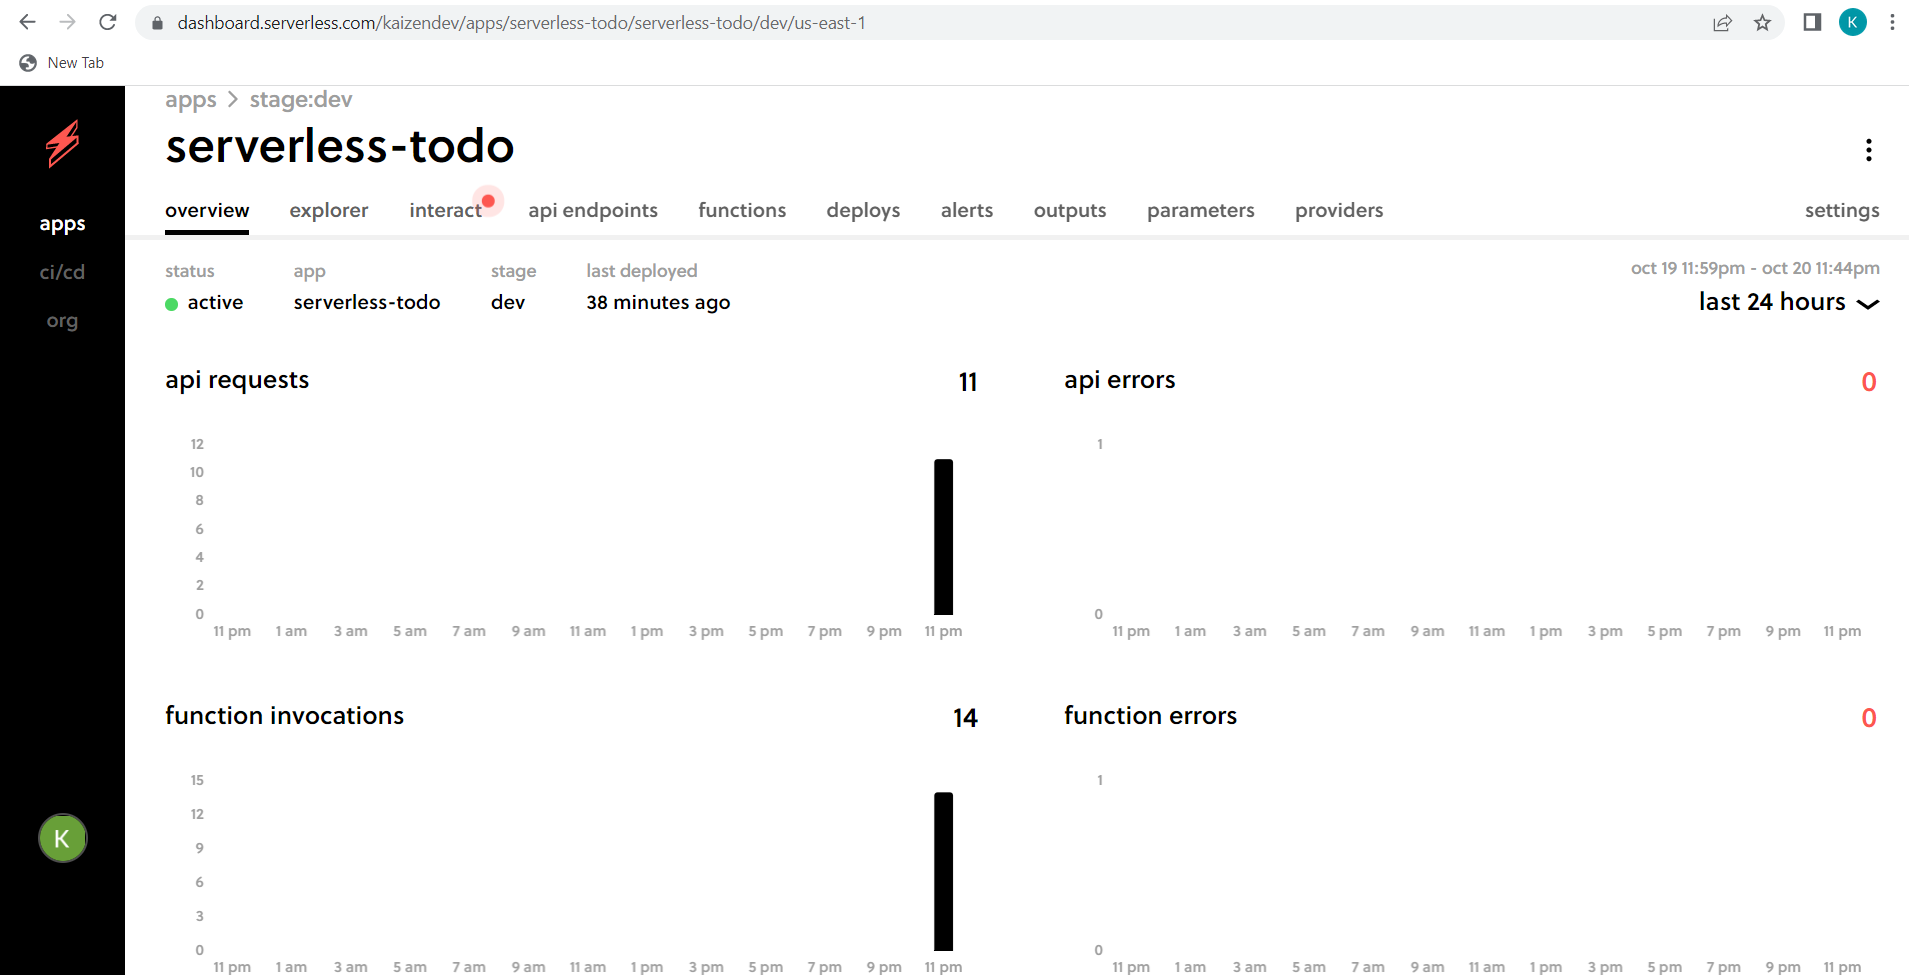 dashboard.serverless.com/kaizendev/apps/serverless-todo/serverless-todo/dev/us-east-1
K
New Tab
apps
ci/cd
org
K
apps > stage:dev
serverless-todo
overview explorer interact api endpoints functions deploys alerts outputs parameters providers settings
status app stage last deployed oct 19 11:59pm - oct 20 11:44pm
active serverless-todo dev 38 minutes ago last 24 hours
api requests 11
12
10
8
6
4
2
0
11 pm 1 am 3 am 5 am 7 am 9 am 11 am 1 pm 3 pm 5 pm 7 pm 9 pm 11 pm
api errors 0
1
0
11 pm 1 am 3 am 5 am 7 am 9 am 11 am 1 pm 3 pm 5 pm 7 pm 9 pm 11 pm
function invocations 14
15
12
9
6
3
0
11 pm 1 am 3 am 5 am 7 am 9 am 11 am 1 pm 3 pm 5 pm 7 pm 9 pm 11 pm
function errors 0
1
0
11 pm 1 am 3 am 5 am 7 am 9 am 11 am 1 pm 3 pm 5 pm 7 pm 9 pm 11 pm